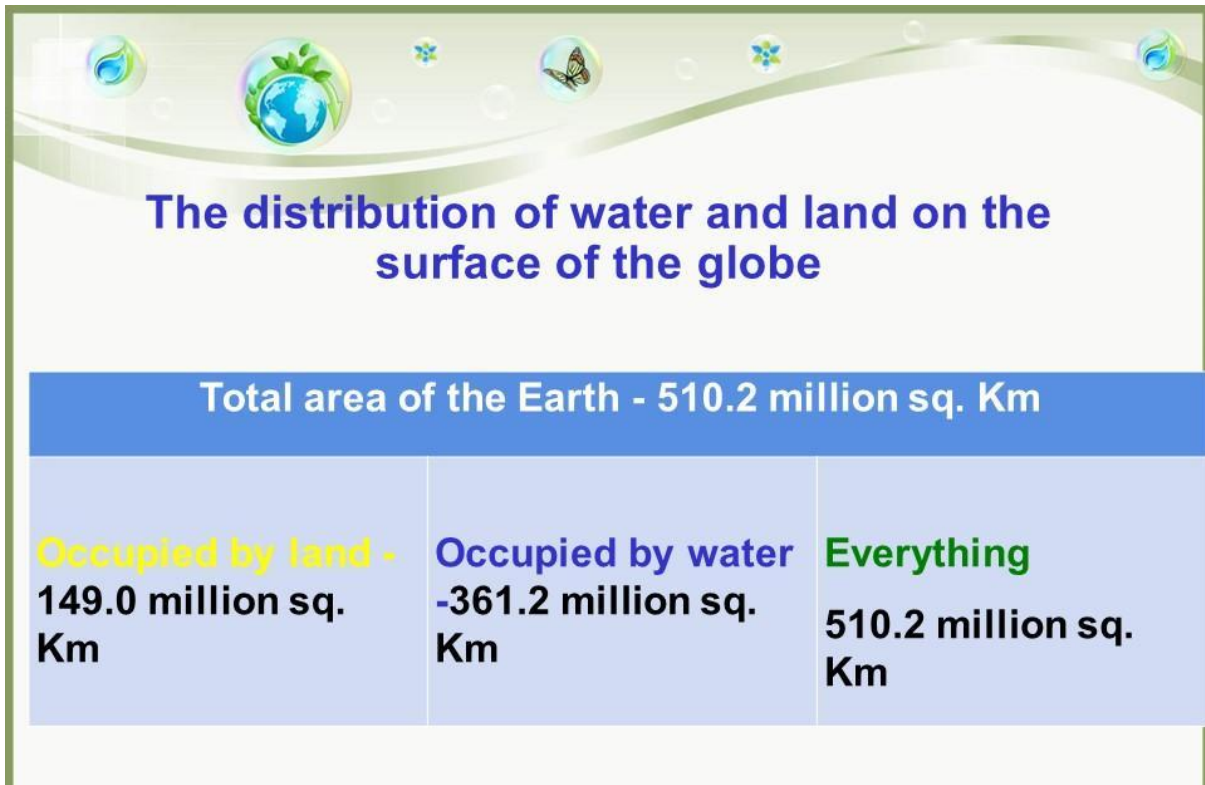 The distribution of water and land on the
surface of the globe
Total area of the Earth - 510.2 million sq. Km
Occupied by land -
149.0 million sq.
Km
Occupied by water
-361.2 million sq.
Km
Everything
510.2 million sq.
Km